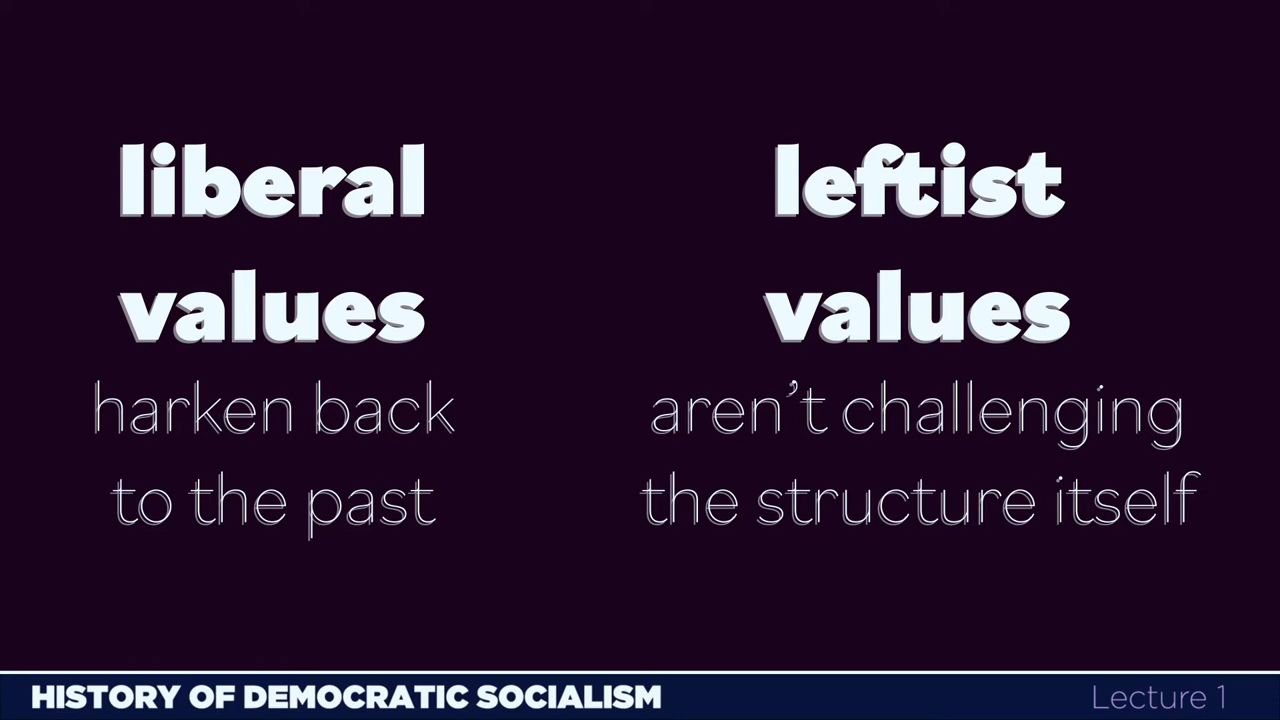 liberal
values
harken back
to the past
leftist
values
aren’t challenging
the structure itself
HISTORY OF DEMOCRATIC SOCIALISM
Lecture 1